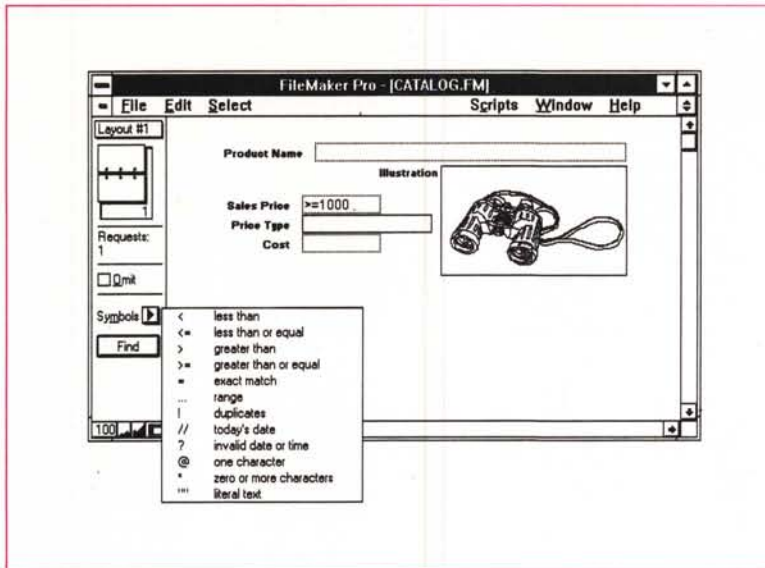 FileMaker Pro - [CATALOG.FM]
File Edit Select Scripts Window Help
Layout #1
Product Name
Illustration
1
Sales Price >=1000
Price Type
Cost
Requests:
1
Omit
Symbols
Find
< less than
<= less than or equal
> greater than
>= greater than or equal
= exact match
... range
| duplicates
// today's date
? invalid date or time
@ one character
* zero or more characters
"" literal text
100